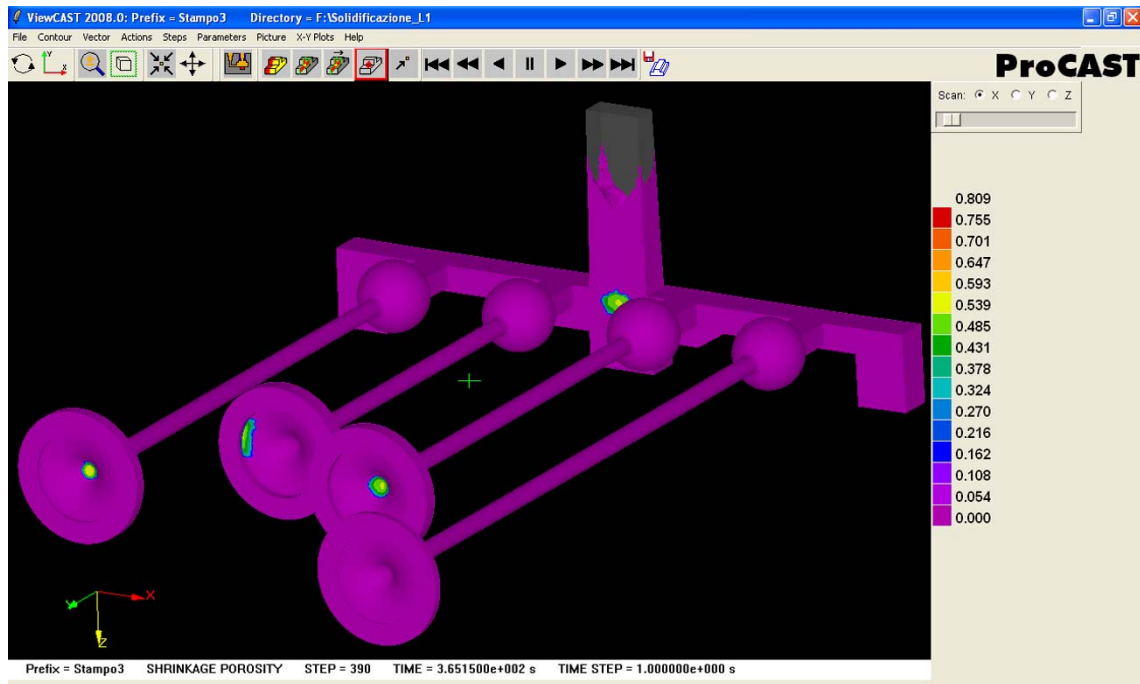 ViewCAST 2008.0: Prefix = Stampo3 Directory = F:\Solidificazione_L1
File Contour Vector Actions Steps Parameters Picture X-Y Plots Help
ProCAST
Scan: X Y Z
0.809
0.755
0.701
0.647
0.593
0.539
0.485
0.431
0.378
0.324
0.270
0.216
0.162
0.108
0.054
0.000
X
Y
Z
Prefix = Stampo3 SHRINKAGE POROSITY STEP = 390 TIME = 3.651500e+002 s TIME STEP = 1.000000e+000 s